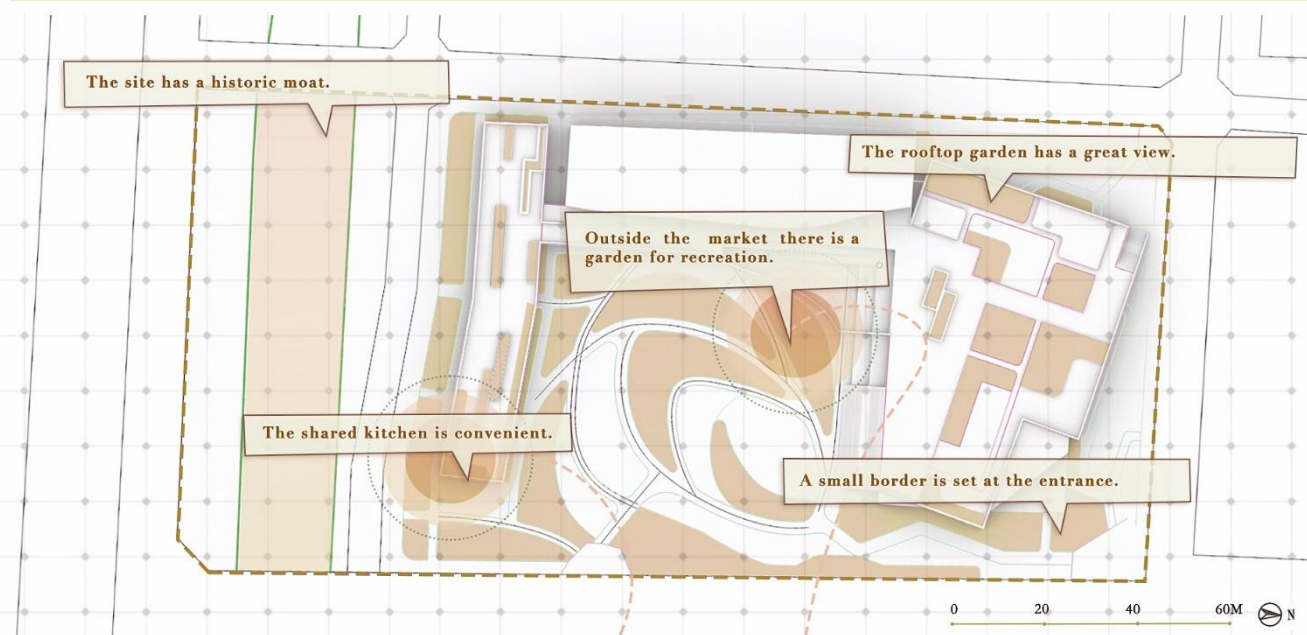 The site has a historic moat.
The rooftop garden has a great view.
Outside the market there is a
garden for recreation.
The shared kitchen is convenient.
A small border is set at the entrance.
0 20 40 60M N